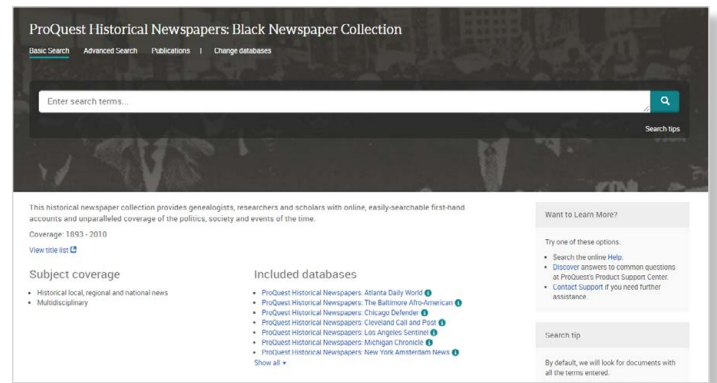 ProQuest Historical Newspapers: Black Newspaper Collection
Basic Search Advanced Search Publications | Change databases
Enter search terms...
Search tips
This historical newspaper collection provides genealogists, researchers and scholars with online, easily-searchable first-hand
accounts and unparalleled coverage of the politics, society and events of the time.
Coverage: 1893 - 2010
View title list
Subject coverage
• Historical local, regional and national news
• Multidisciplinary
Included databases
• ProQuest Historical Newspapers: Atlanta Daily World
• ProQuest Historical Newspapers: The Baltimore Afro-American
• ProQuest Historical Newspapers: Chicago Defender
• ProQuest Historical Newspapers: Cleveland Call and Post
• ProQuest Historical Newspapers: Los Angeles Sentinel
• ProQuest Historical Newspapers: Michigan Chronicle
• ProQuest Historical Newspapers: New York Amsterdam News
Show all
Want to Learn More?
Try one of these options.
• Search the online Help.
• Discover answers to common questions
at ProQuest's Product Support Center.
• Contact Support if you need further
assistance.
Search tip
By default, we will look for documents with
all the terms entered.